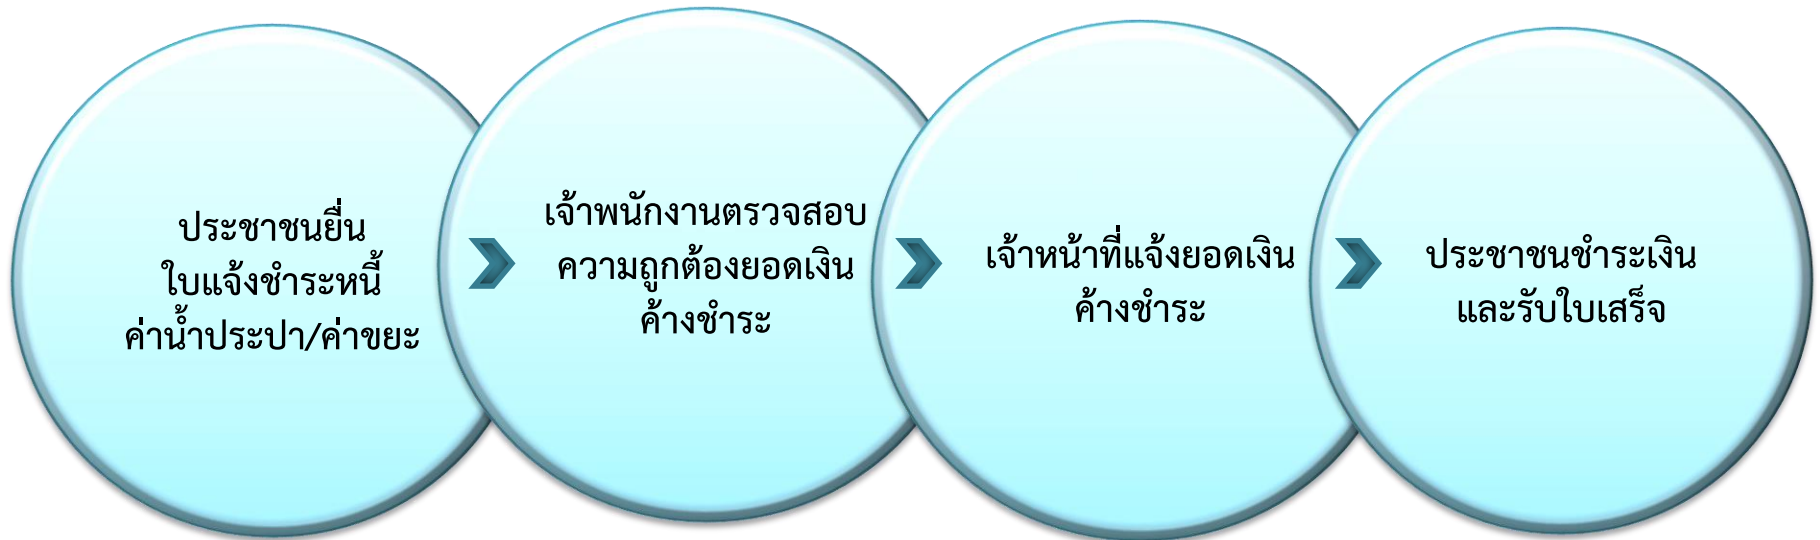 ประชาชนยื่น
ใบแจ้งชำระหนี้
ค่าน้ำประปา/ค่าขยะ
เจ้าพนักงานตรวจสอบ
ความถูกต้องยอดเงิน
ค้างชำระ
เจ้าหน้าที่แจ้งยอดเงิน
ค้างชำระ
ประชาชนชำระเงิน
และรับใบเสร็จ